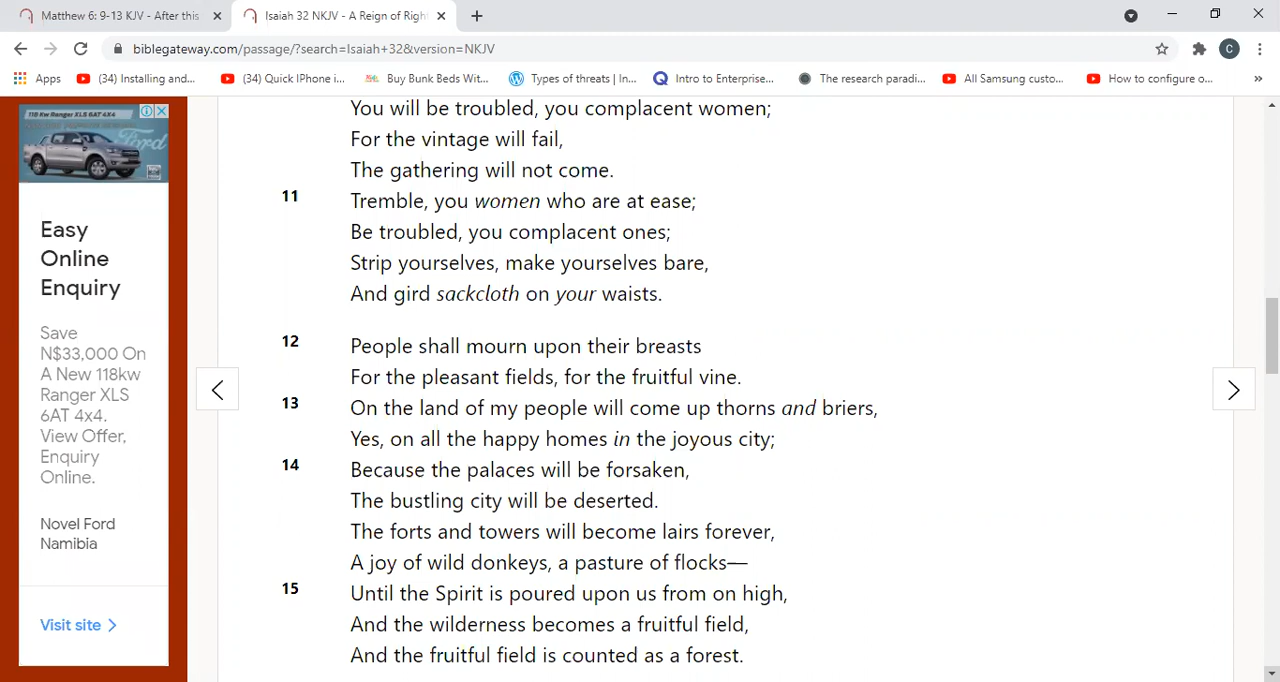 Matthew 6: 9-13 KJV - After this
Isaiah 32 NKJV - A Reign of Righ
biblegateway.com/passage/?search=Isaiah+32&version=NKJV
C
Apps
(34) Installing and...
(34) Quick IPhone i...
Buy Bunk Beds Wit...
Types of threats | In...
Intro to Enterprise...
The research paradi...
All Samsung custo...
How to configure o...
»
118 Kw Ranger XLS 6AT 4x4
Ford
Easy
Online
Enquiry
Save
N$33,000 On
A New 118kw
Ranger XLS
6AT 4x4.
View Offer,
Enquiry
Online.
Novel Ford
Namibia
Visit site
You will be troubled, you complacent women;
For the vintage will fail,
The gathering will not come.
11 Tremble, you women who are at ease;
Be troubled, you complacent ones;
Strip yourselves, make yourselves bare,
And gird sackcloth on your waists.
12 People shall mourn upon their breasts
For the pleasant fields, for the fruitful vine.
13 On the land of my people will come up thorns and briers,
Yes, on all the happy homes in the joyous city;
14 Because the palaces will be forsaken,
The bustling city will be deserted.
The forts and towers will become lairs forever,
A joy of wild donkeys, a pasture of flocks—
15 Until the Spirit is poured upon us from on high,
And the wilderness becomes a fruitful field,
And the fruitful field is counted as a forest.